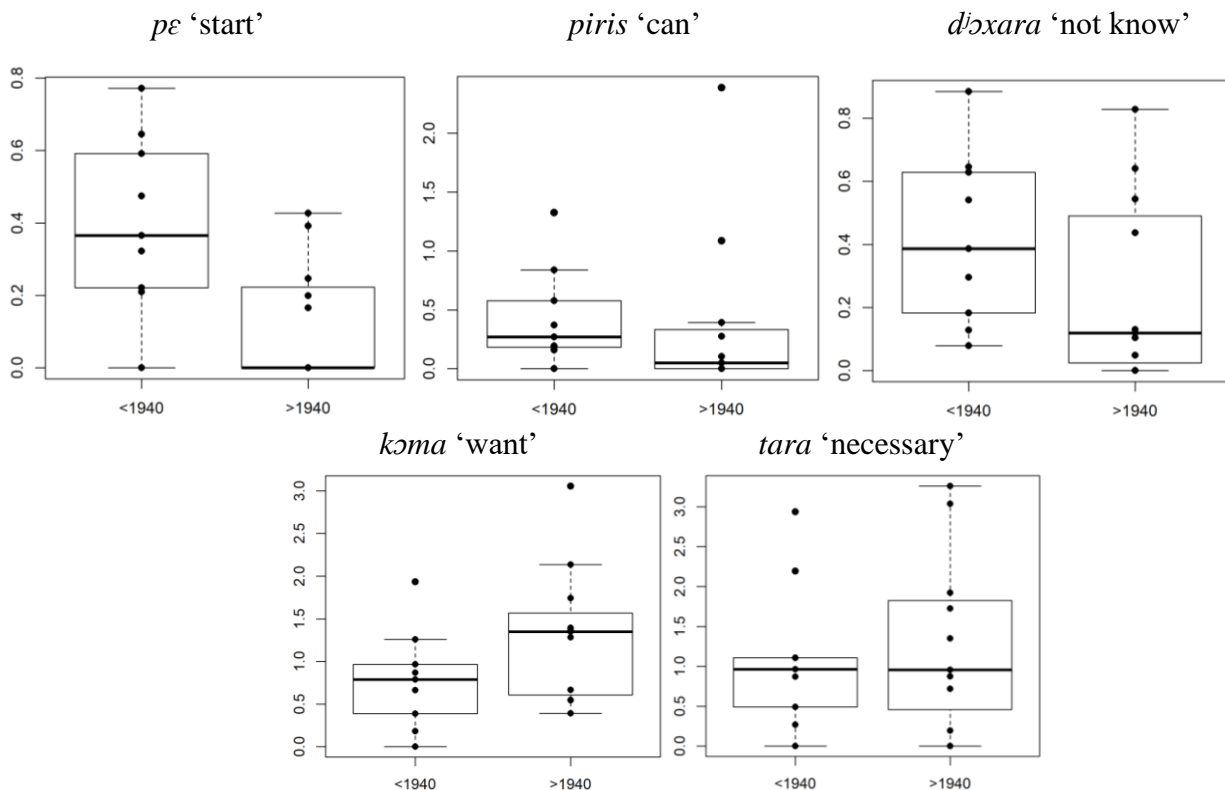 pɛ ‘start’
piris ‘can’
dʲɔxara ‘not know’
0.0 0.2 0.4 0.6 0.8
<1940 >1940
0.0 0.5 1.0 1.5 2.0
<1940 >1940
0.0 0.2 0.4 0.6 0.8
<1940 >1940
kɔma ‘want’
tara ‘necessary’
0.0 0.5 1.0 1.5 2.0 2.5 3.0
<1940 >1940
0.0 0.5 1.0 1.5 2.0 2.5 3.0
<1940 >1940